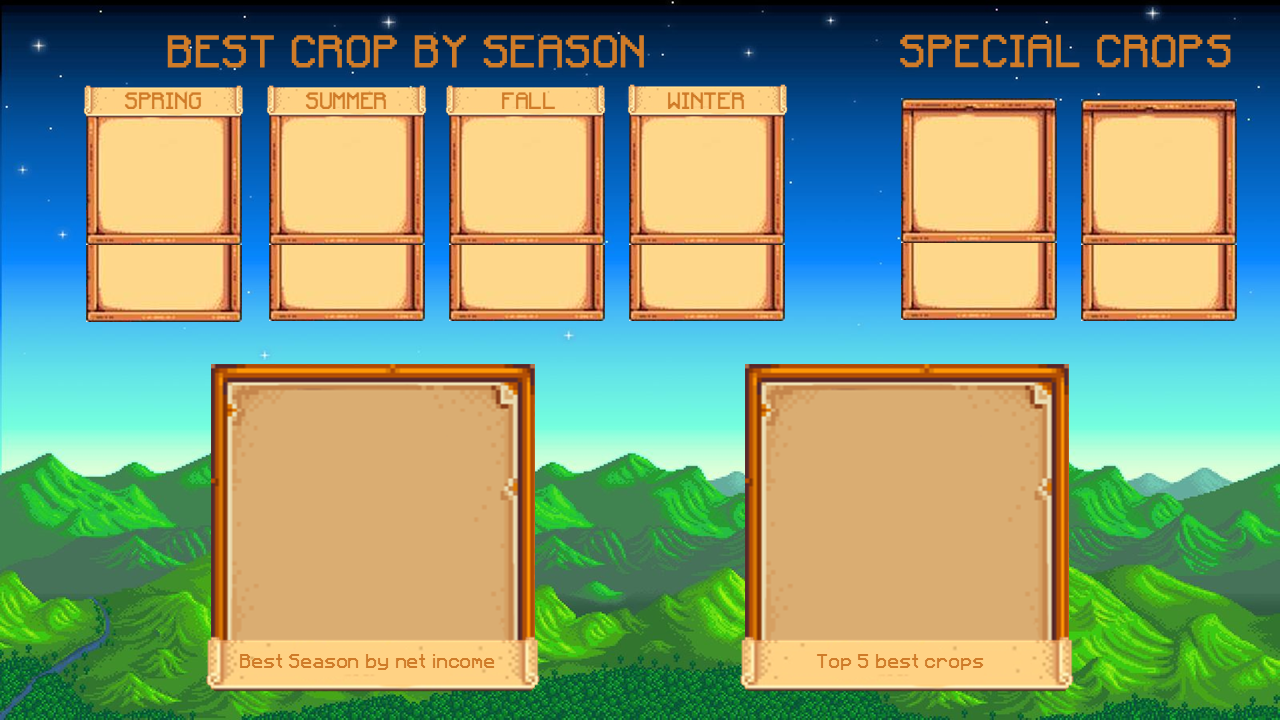 BEST CROP BY SEASON
SPECIAL CROPS
SPRING
SUMMER
FALL
WINTER
Best Season by net income
Top 5 best crops